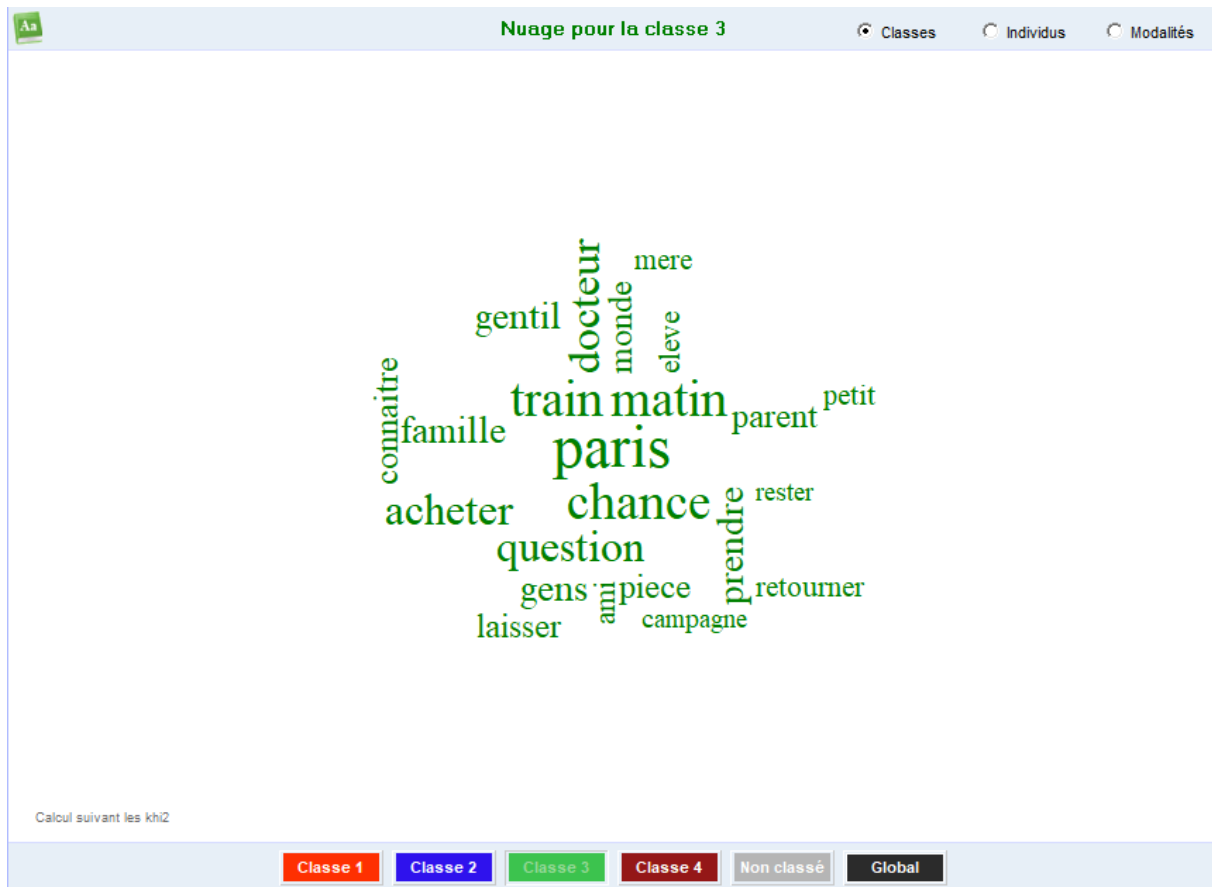 Aa
Nuage pour la classe 3
Classes
Individus
Modalités
docteur
mere
gentil
monde
eleve
connaitre
train
matin
petit
famille
parent
paris
acheter
chance
prendre
rester
question
gens
ami
piece
retourner
laisser
campagne
Calcul suivant les khi2
Classe 1
Classe 2
Classe 3
Classe 4
Non classé
Global